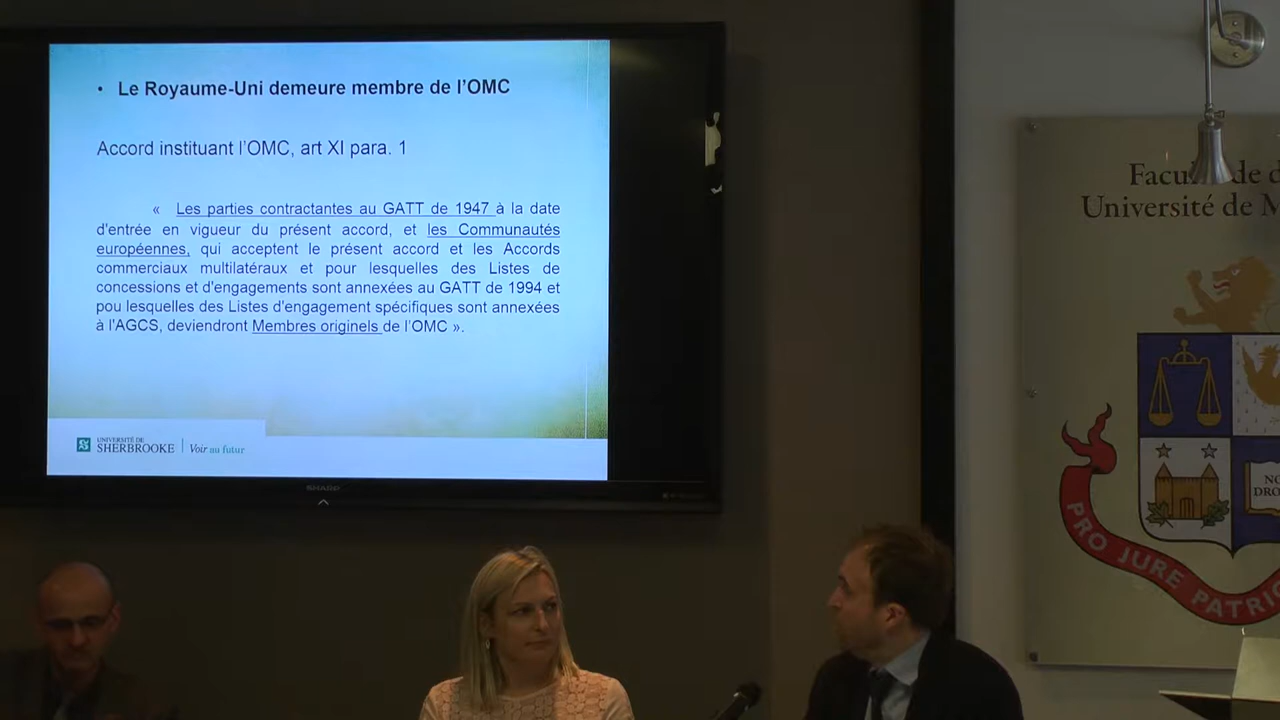 • Le Royaume-Uni demeure membre de l'OMC
Accord instituant l'OMC, art XI para. 1
« Les parties contractantes au GATT de 1947 à la date
d'entrée en vigueur du présent accord, et les Communautés
européennes, qui acceptent le présent accord et les Accords
commerciaux multilatéraux et pour lesquelles des Listes de
concessions et d'engagements sont annexées au GATT de 1994 et
pou lesquelles des Listes d'engagement spécifiques sont annexées
à l'AGCS, deviendront Membres originels de l'OMC ».
UNIVERSITÉ DE
SHERBROOKE
Voir au futur
SHARP
Université de M
PRO JURE PATRI